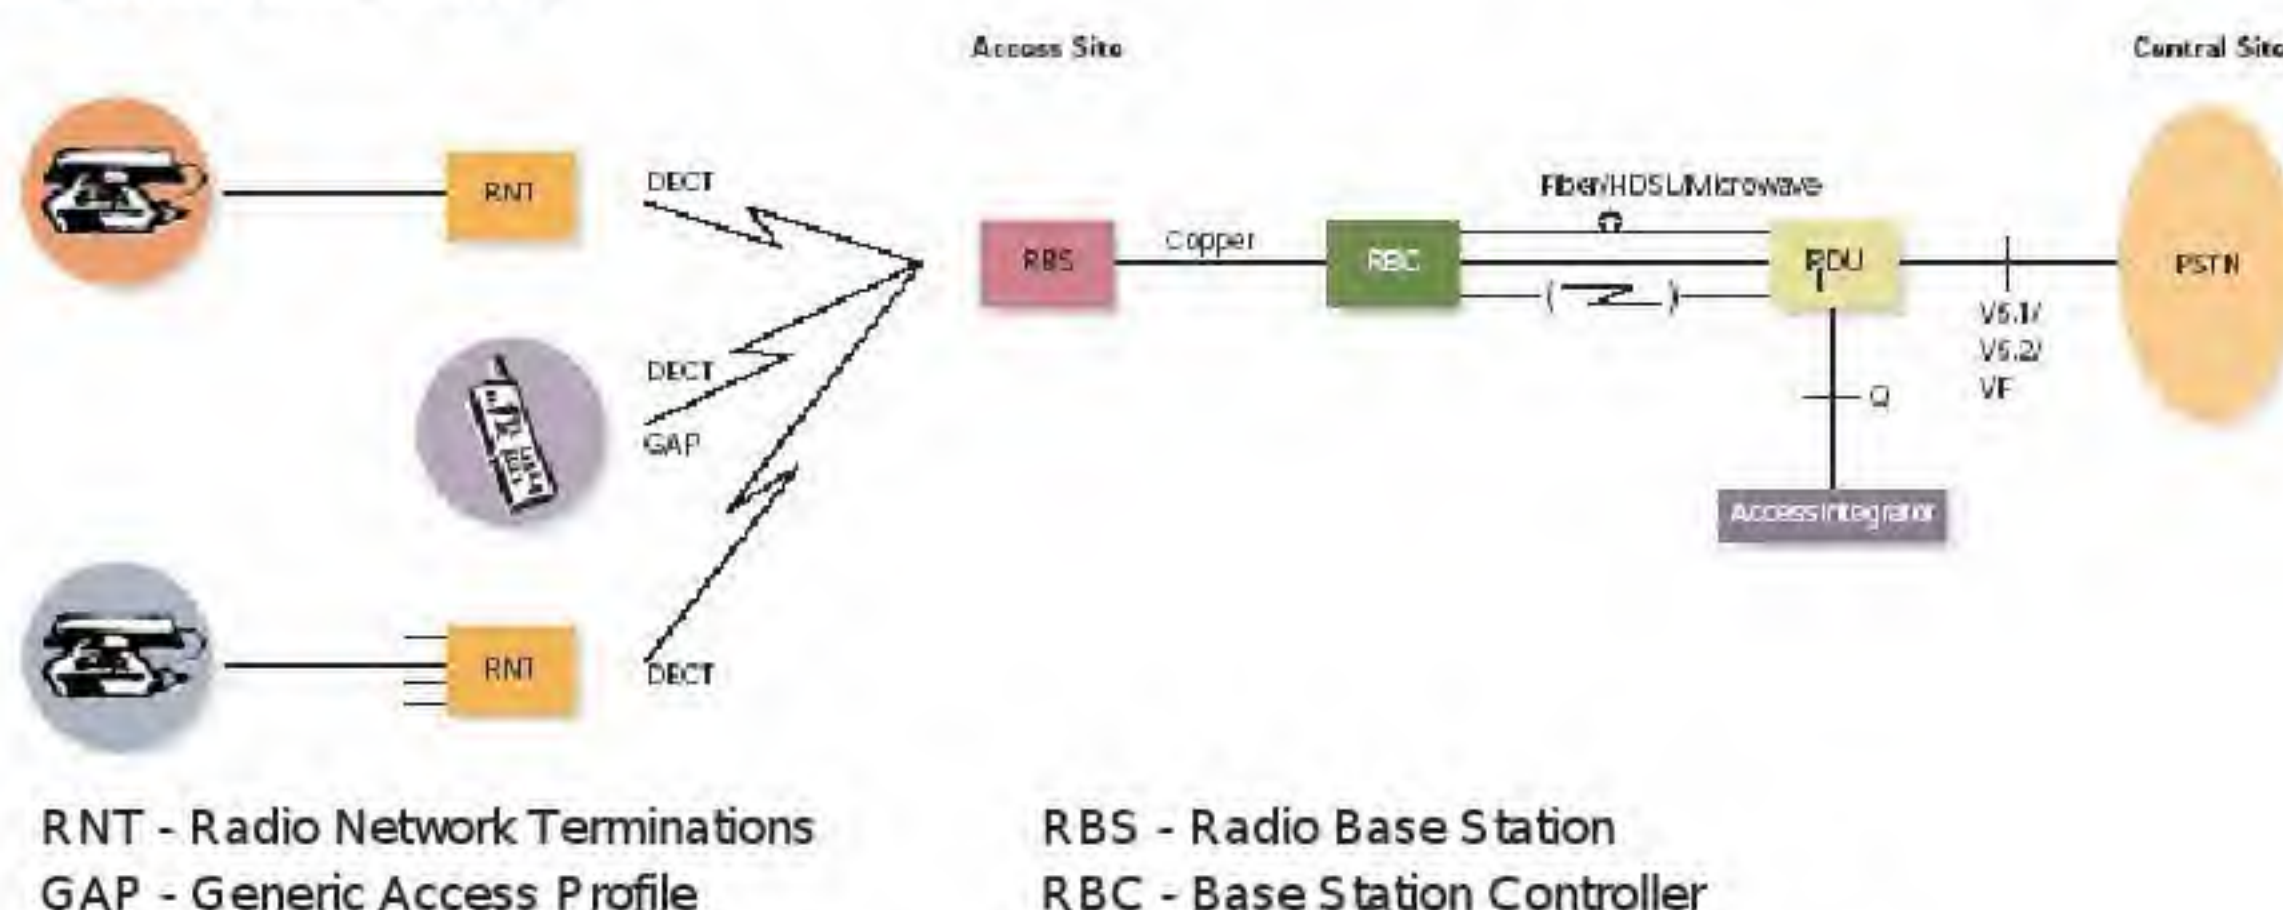 Access Site
Central Site
RNT
DECT
Fiber/HDSL/Microwave
RBS
Copper
RBC
RDU
PSTN
V5.1/
V5.2/
VF
DECT
GAP
Q
Access Integrator
RNT
DECT
RNT - Radio Network Terminations
RBS - Radio Base Station
GAP - Generic Access Profile
RBC - Base Station Controller